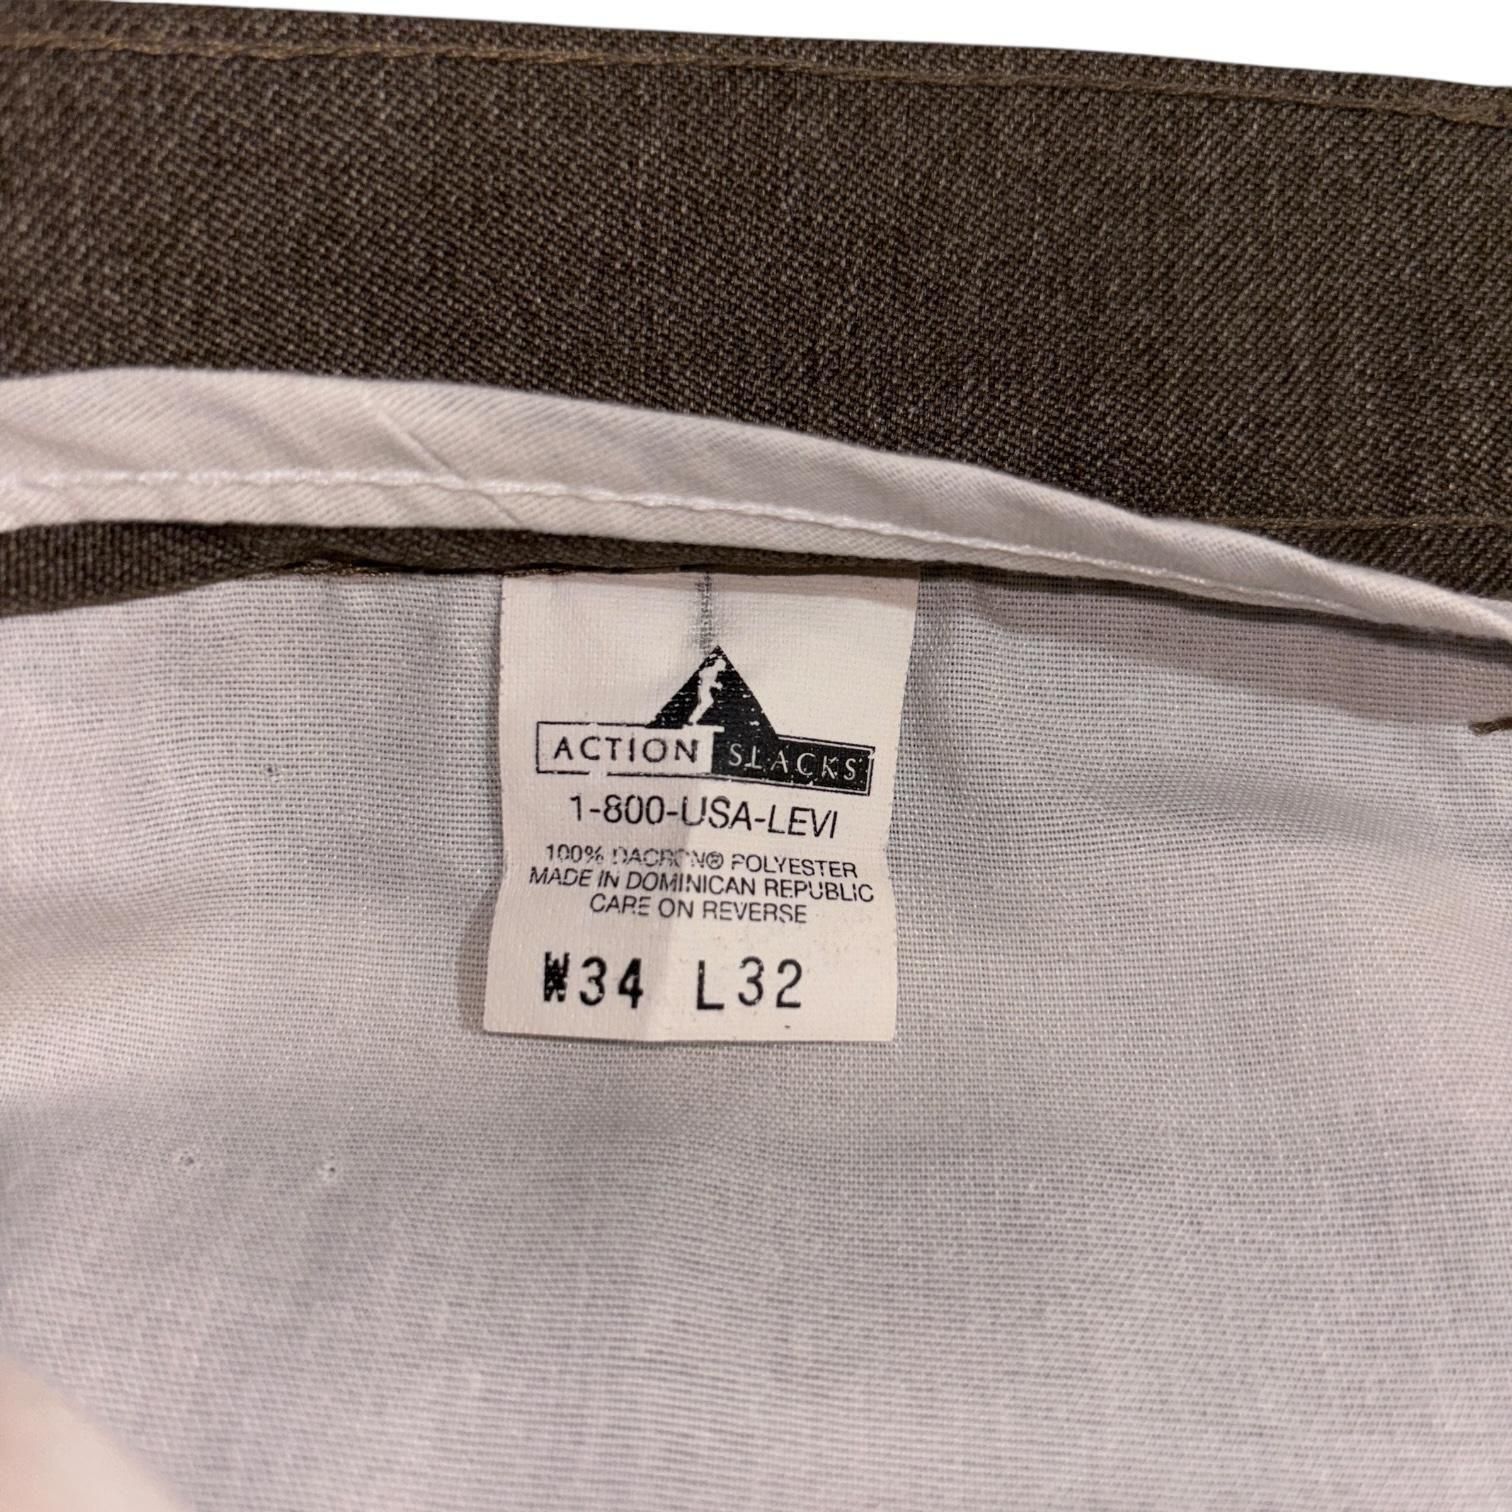 ACTION SLACKS
1-800-USA-LEVI
100% DACRON® POLYESTER
MADE IN DOMINICAN REPUBLIC
CARE ON REVERSE
W34 L32